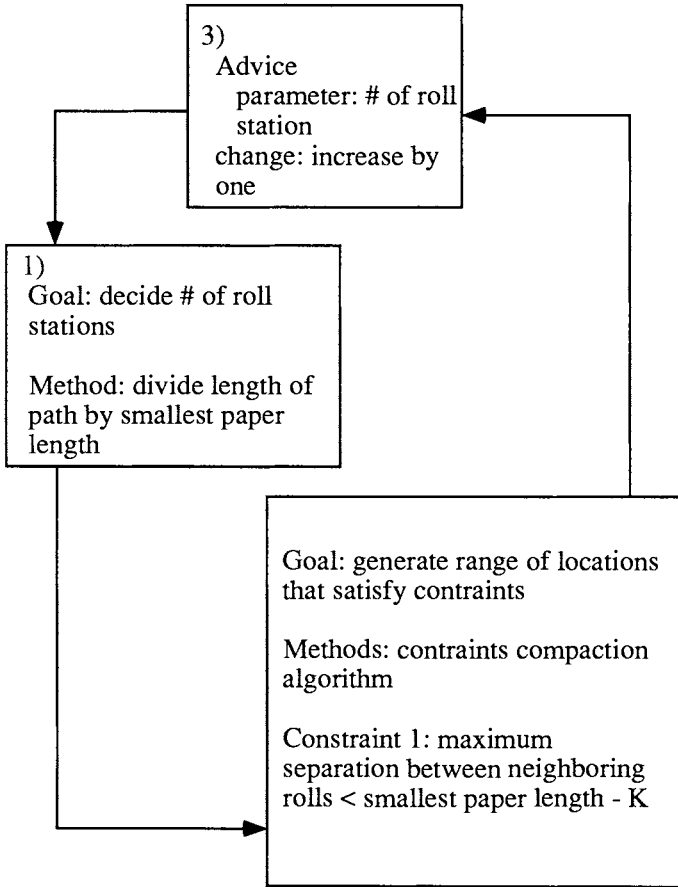 3)
Advice
parameter: # of roll
station
change: increase by
one
1)
Goal: decide # of roll
stations
Method: divide length of
path by smallest paper
length
Goal: generate range of locations
that satisfy contraints
Methods: contraints compaction
algorithm
Constraint 1: maximum
separation between neighboring
rolls < smallest paper length - K